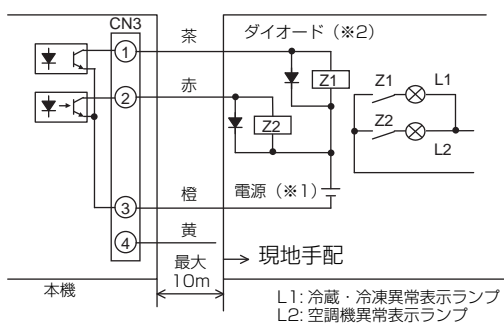 CN3
茶
ダイオード（※2）
1
Z1
Z1
L1
赤
2
Z2
Z2
L2
橙
電源（※1）
3
黄
4
現地手配
最大
10m
本機
L1: 冷蔵・冷凍異常表示ランプ
L2: 空調機異常表示ランプ